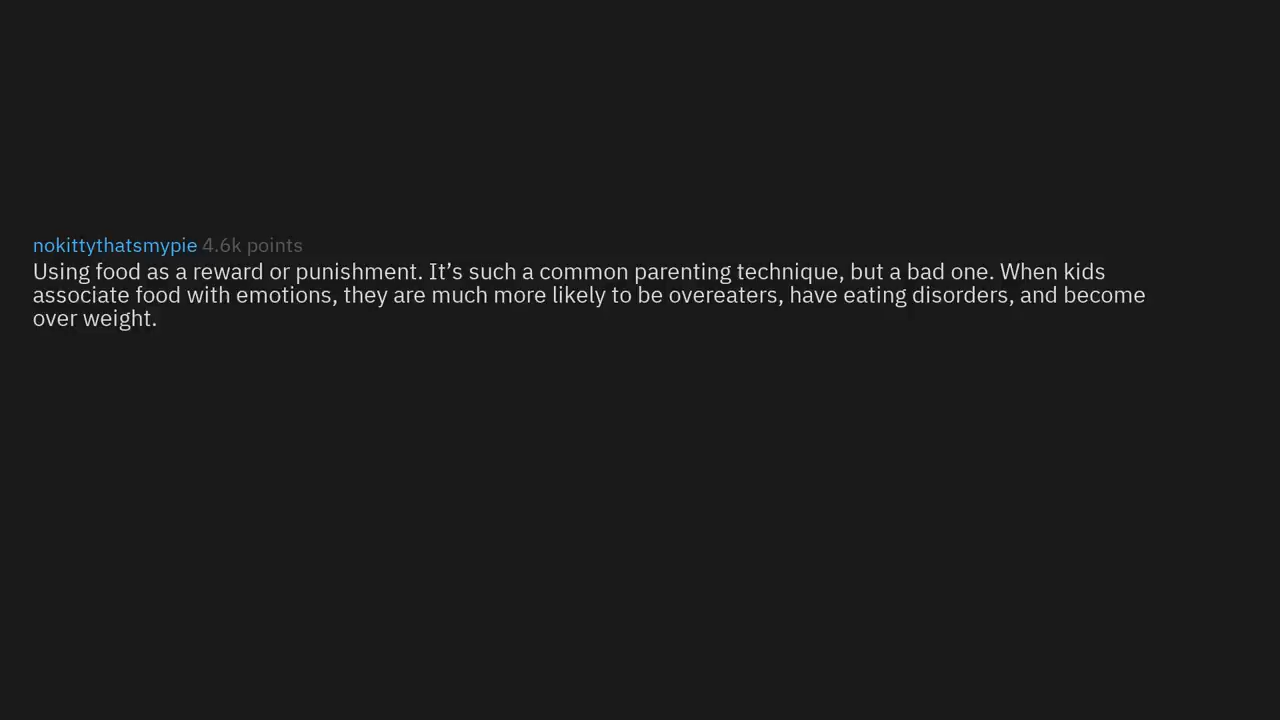 nokittythatsmypie 4.6k points
Using food as a reward or punishment. It’s such a common parenting technique, but a bad one. When kids
associate food with emotions, they are much more likely to be overeaters, have eating disorders, and become
over weight.